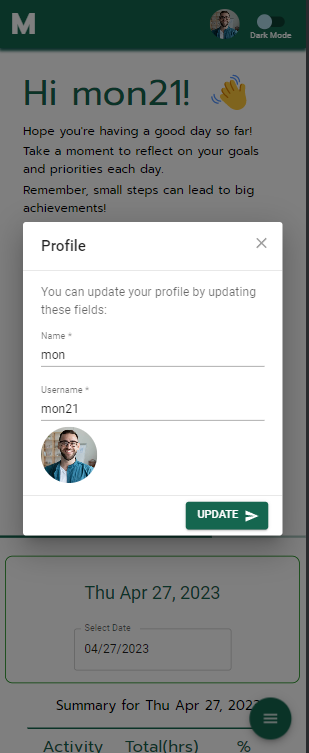 M
Dark Mode
Hi mon21! 👋
Hope you're having a good day so far!
Take a moment to reflect on your goals
and priorities each day.
Remember, small steps can lead to big
achievements!
Profile
You can update your profile by updating
these fields:
Name *
mon
Username *
mon21
UPDATE
Thu Apr 27, 2023
Select Date
04/27/2023
Summary for Thu Apr 27, 2023
Activity Total(hrs) %